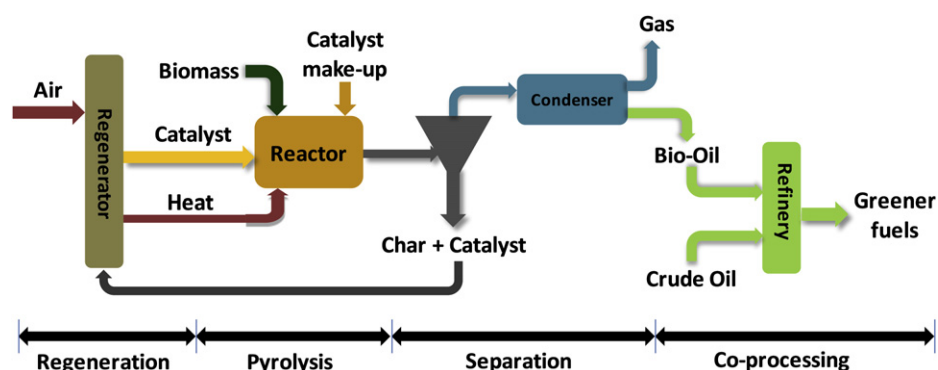 Gas
Catalyst
make-up
Biomass
Air
Regenerator
Condenser
Catalyst
Reactor
Bio-Oil
Refinery
Heat
Greener
fuels
Char + Catalyst
Crude Oil
Regeneration
Pyrolysis
Separation
Co-processing